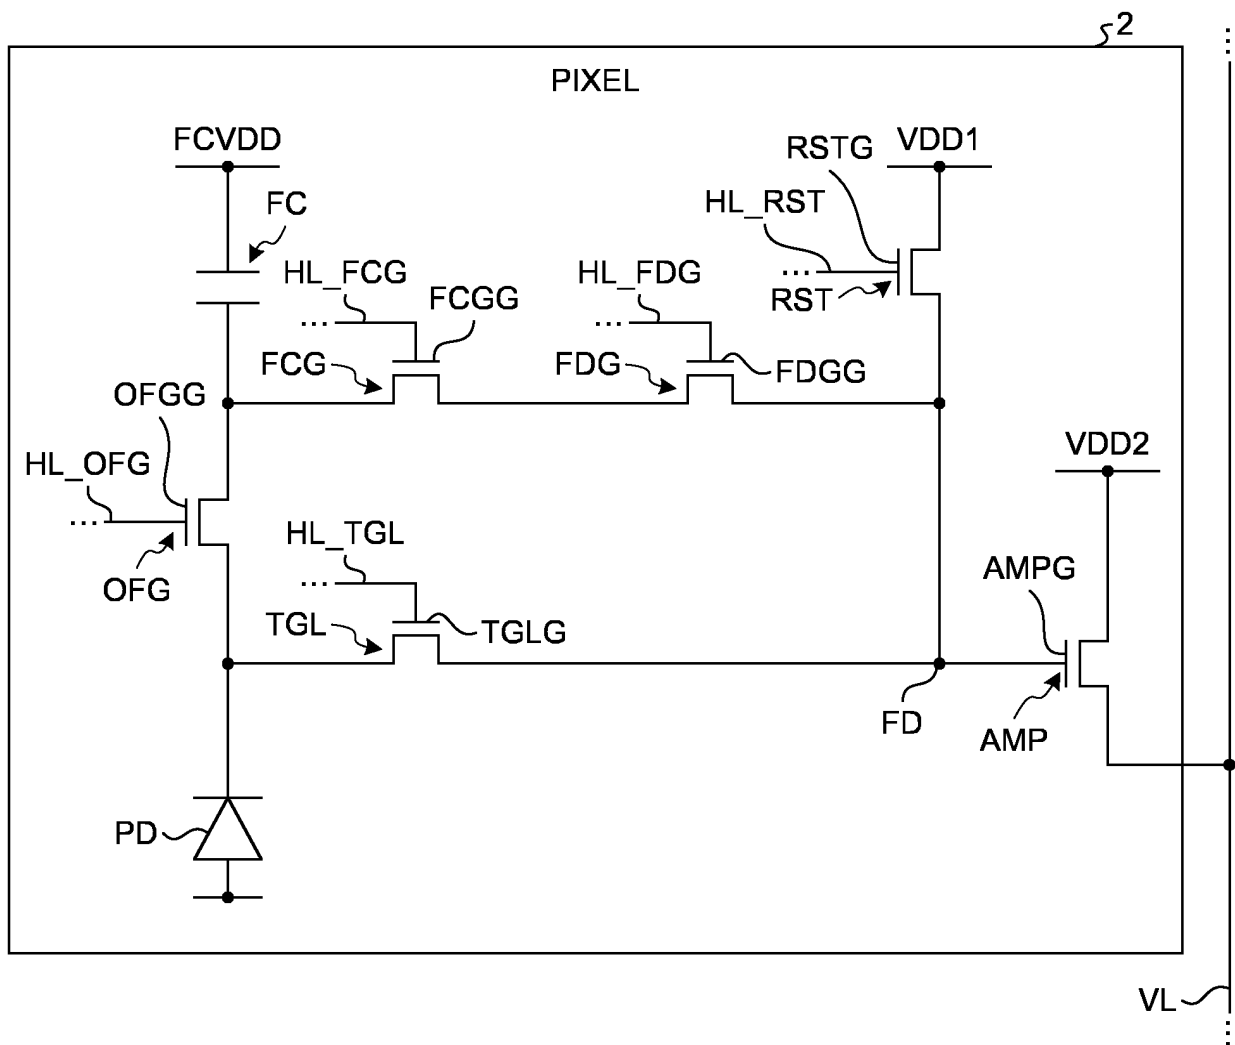 2
PIXEL
FCVDD
RSTG
VDD1
FC
HL_RST
HL_FCG
HL_FDG
FCGG
RST
FCG
FDG
FDGG
OFGG
VDD2
HL_OFG
HL_TGL
AMPG
OFG
TGL
TGLG
FD
AMP
PD
VL